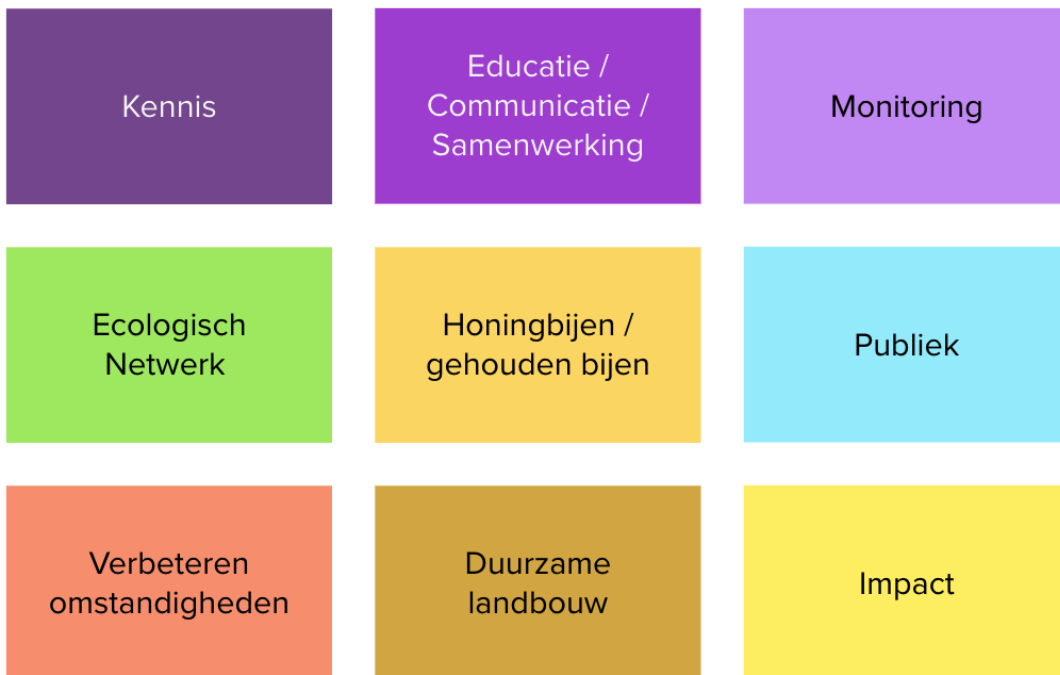 Kennis
Educatie /
Communicatie /
Samenwerking
Monitoring
Ecologisch
Netwerk
Honingbijen /
gehouden bijen
Publiek
Verbeteren
omstandigheden
Duurzame
landbouw
Impact